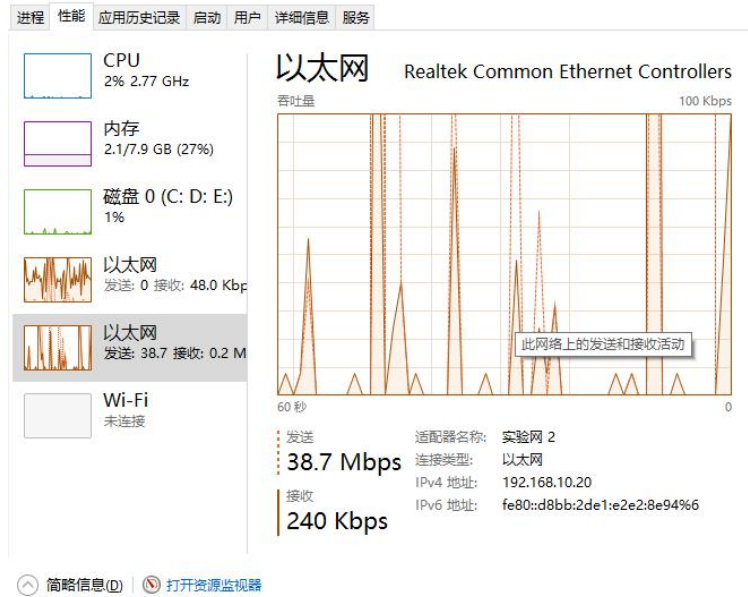 进程 性能 应用历史记录 启动 用户 详细信息 服务
CPU
2% 2.77 GHz
内存
2.1/7.9 GB (27%)
磁盘 0 (C: D: E:)
1%
以太网
发送: 0 接收: 48.0 Kbp
以太网
发送: 38.7 接收: 0.2 M
Wi-Fi
未连接
以太网 Realtek Common Ethernet Controllers
吞吐量 100 Kbps
此网络上的发送和接收活动
60 秒 0
发送
38.7 Mbps
接收
240 Kbps
适配器名称: 实验网 2
连接类型: 以太网
IPv4 地址: 192.168.10.20
IPv6 地址: fe80::d8bb:2de1:e2e2:8e94%6
简略信息(D) 打开资源监视器